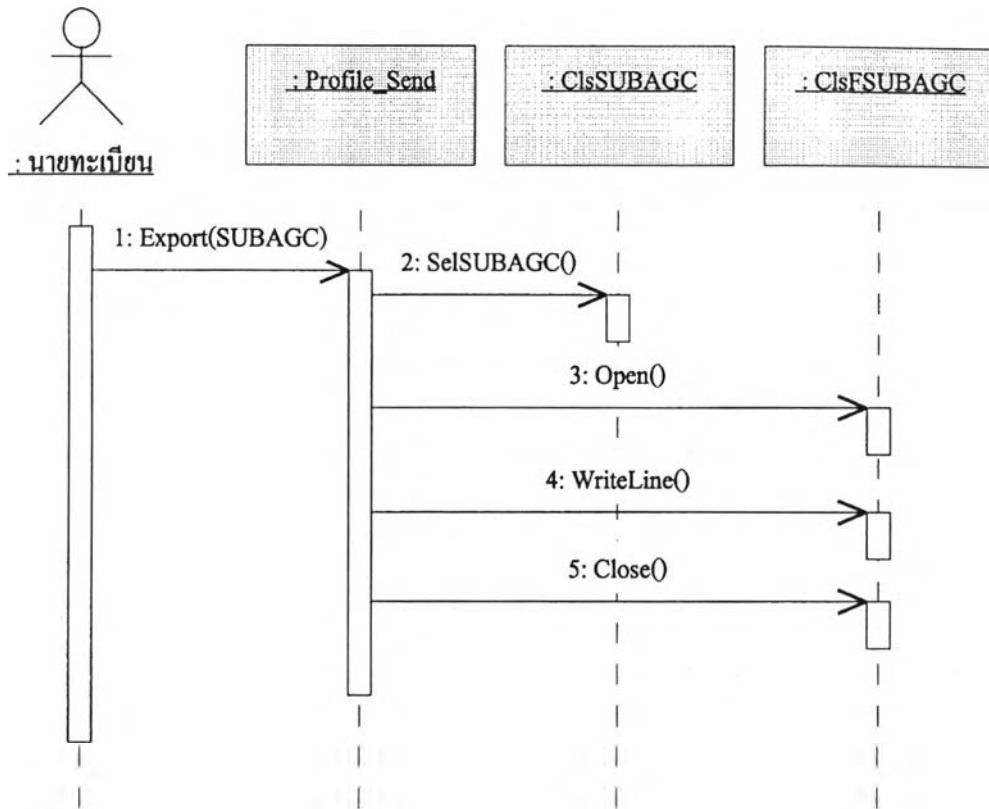 : นายทะเบียน
: Profile_Send
: ClsSUBAGC
: ClsFSUBAGC
1: Export(SUBAGC)
2: SelSUBAGC()
3: Open()
4: WriteLine()
5: Close()